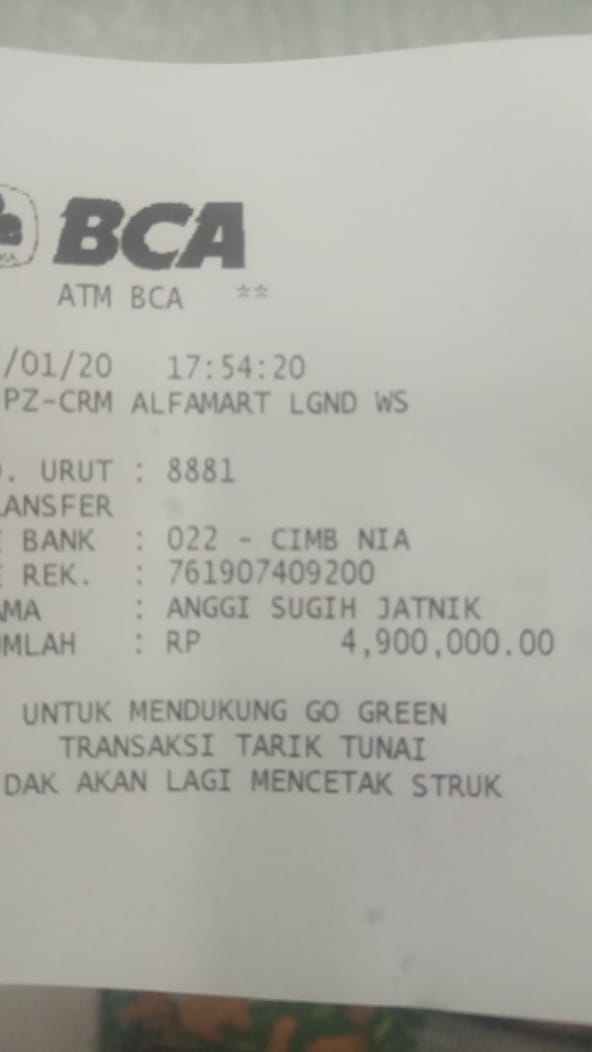 BCA
ATM BCA **
/01/20 17:54:20
PZ-CRM ALFAMART LGND WS
. URUT : 8881
ANSFER
BANK : 022 - CIMB NIA
REK. : 761907409200
AMA : ANGGI SUGIH JATNIK
MLAH : RP 4,900,000.00
UNTUK MENDUKUNG GO GREEN
TRANSAKSI TARIK TUNAI
DAK AKAN LAGI MENCETAK STRUK